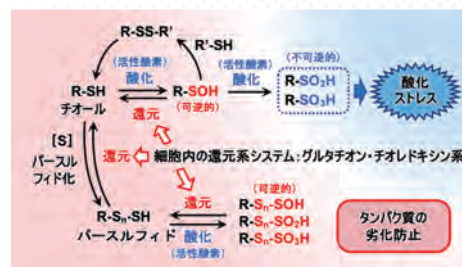 R-SS-R'
R'-SH
(活性酸素)
酸化
(活性酸素)
酸化
(不可逆的)
R-SH
チオール
R-SOH
(可逆的)
還元
R-SO2H
R-SO3H
酸化
ストレス
[S]
パースル
フィド化
還元
細胞内の還元系システム：グルタチオン・チオレドキシン系
R-Sn-SH
パースルフィド
還元
酸化
(活性酸素)
(可逆的)
R-Sn-SOH
R-Sn-SO2H
R-Sn-SO3H
タンパク質の
劣化防止